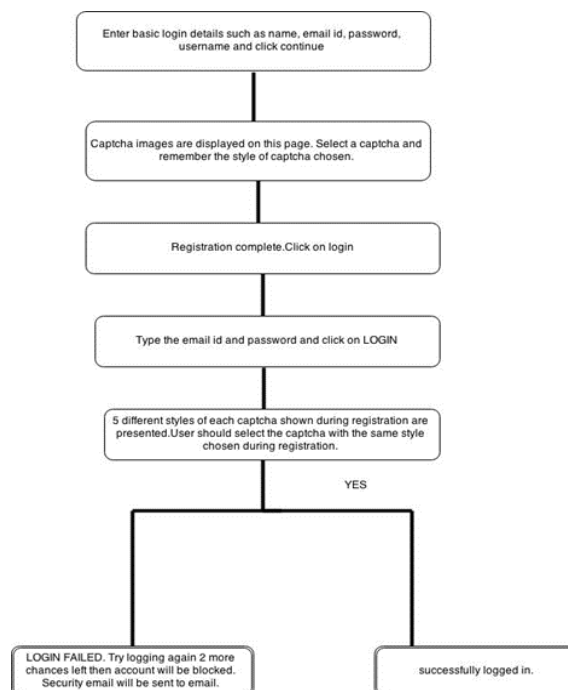 Enter basic login details such as name, email id, password,
username and click continue
Captcha images are displayed on this page. Select a captcha and
remember the style of captcha chosen.
Registration complete.Click on login
Type the email id and password and click on LOGIN
5 different styles of each captcha shown during registration are
presented.User should select the captcha with the same style
chosen during registration.
YES
LOGIN FAILED. Try logging again 2 more
chances left then account will be blocked.
Security email will be sent to email.
successfully logged in.